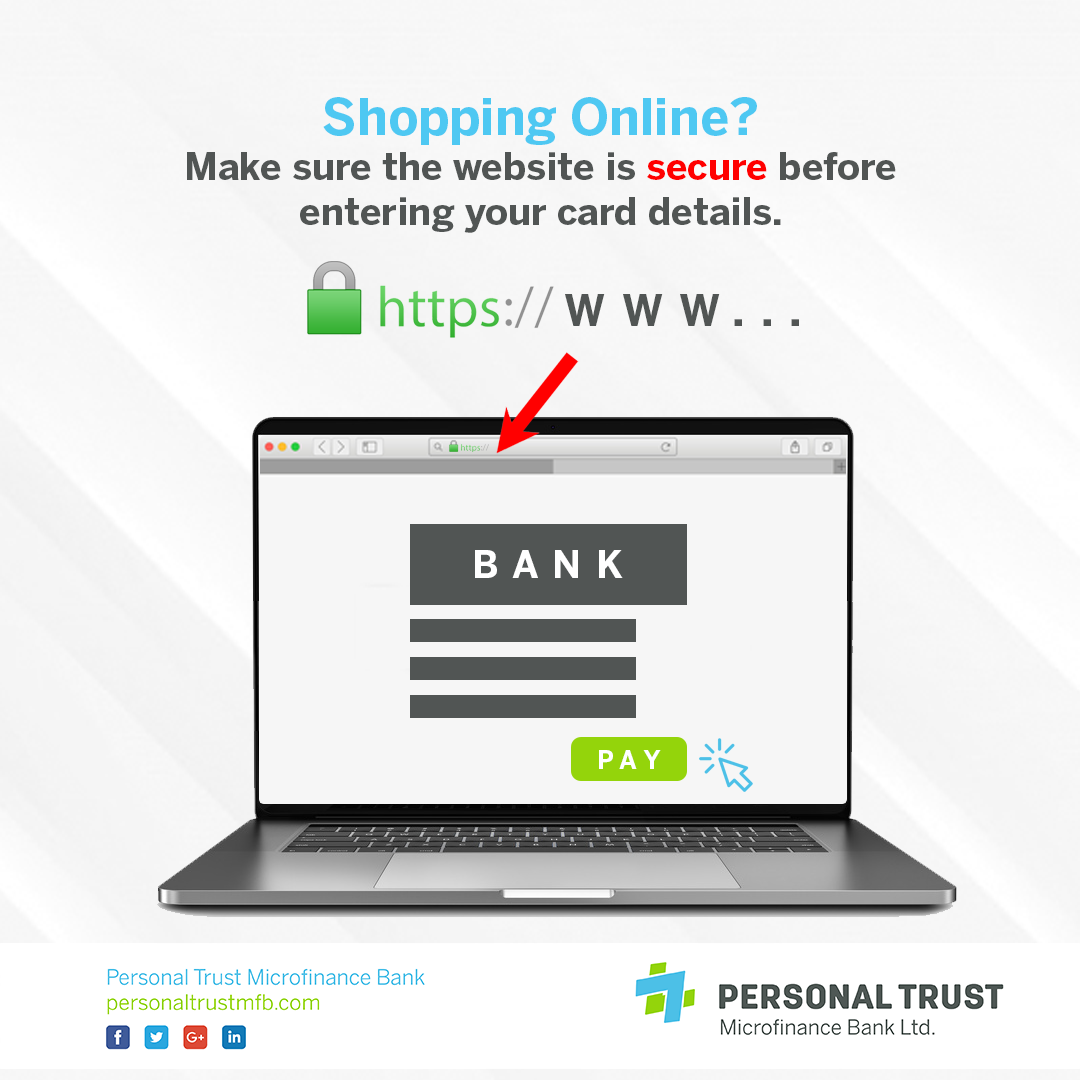 Shopping Online?
Make sure the website is secure before
entering your card details.
https:// W W W . . .
https://
BANK
PAY
Personal Trust Microfinance Bank
personaltrustmfb.com
f
G+
in
PERSONAL TRUST
Microfinance Bank Ltd.